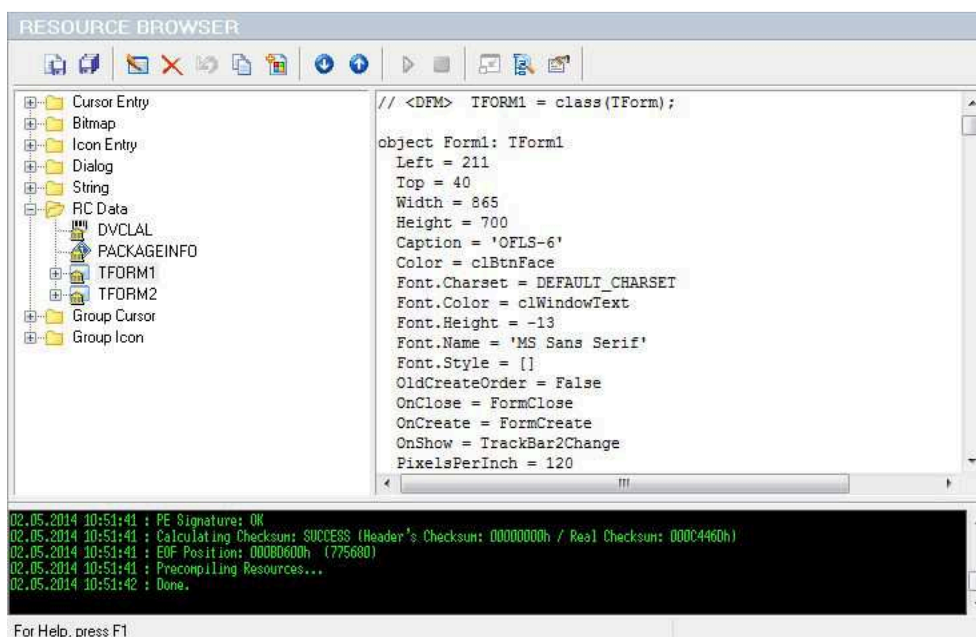 RESOURCE BROWSER
Cursor Entry
Bitmap
Icon Entry
Dialog
String
RC Data
DVCLAL
PACKAGEINFO
TFORM1
TFORM2
Group Cursor
Group Icon
// <DFM>  TFORM1 = class(TForm);
object Form1: TForm1
Left = 211
Top = 40
Width = 865
Height = 700
Caption = 'OFLS-6'
Color = clBtnFace
Font.Charset = DEFAULT_CHARSET
Font.Color = clWindowText
Font.Height = -13
Font.Name = 'MS Sans Serif'
Font.Style = []
OldCreateOrder = False
OnClose = FormClose
OnCreate = FormCreate
OnShow = TrackBar2Change
PixelsPerInch = 120
02.05.2014 10:51:41 : PE Signature: OK
02.05.2014 10:51:41 : Calculating Checksum: SUCCESS (Header's Checksum: 00000000h / Real Checksum: 000C446Dh)
02.05.2014 10:51:41 : EOF Position: 000BD600h  (775680)
02.05.2014 10:51:41 : Precompiling Resources...
02.05.2014 10:51:42 : Done.
For Help, press F1